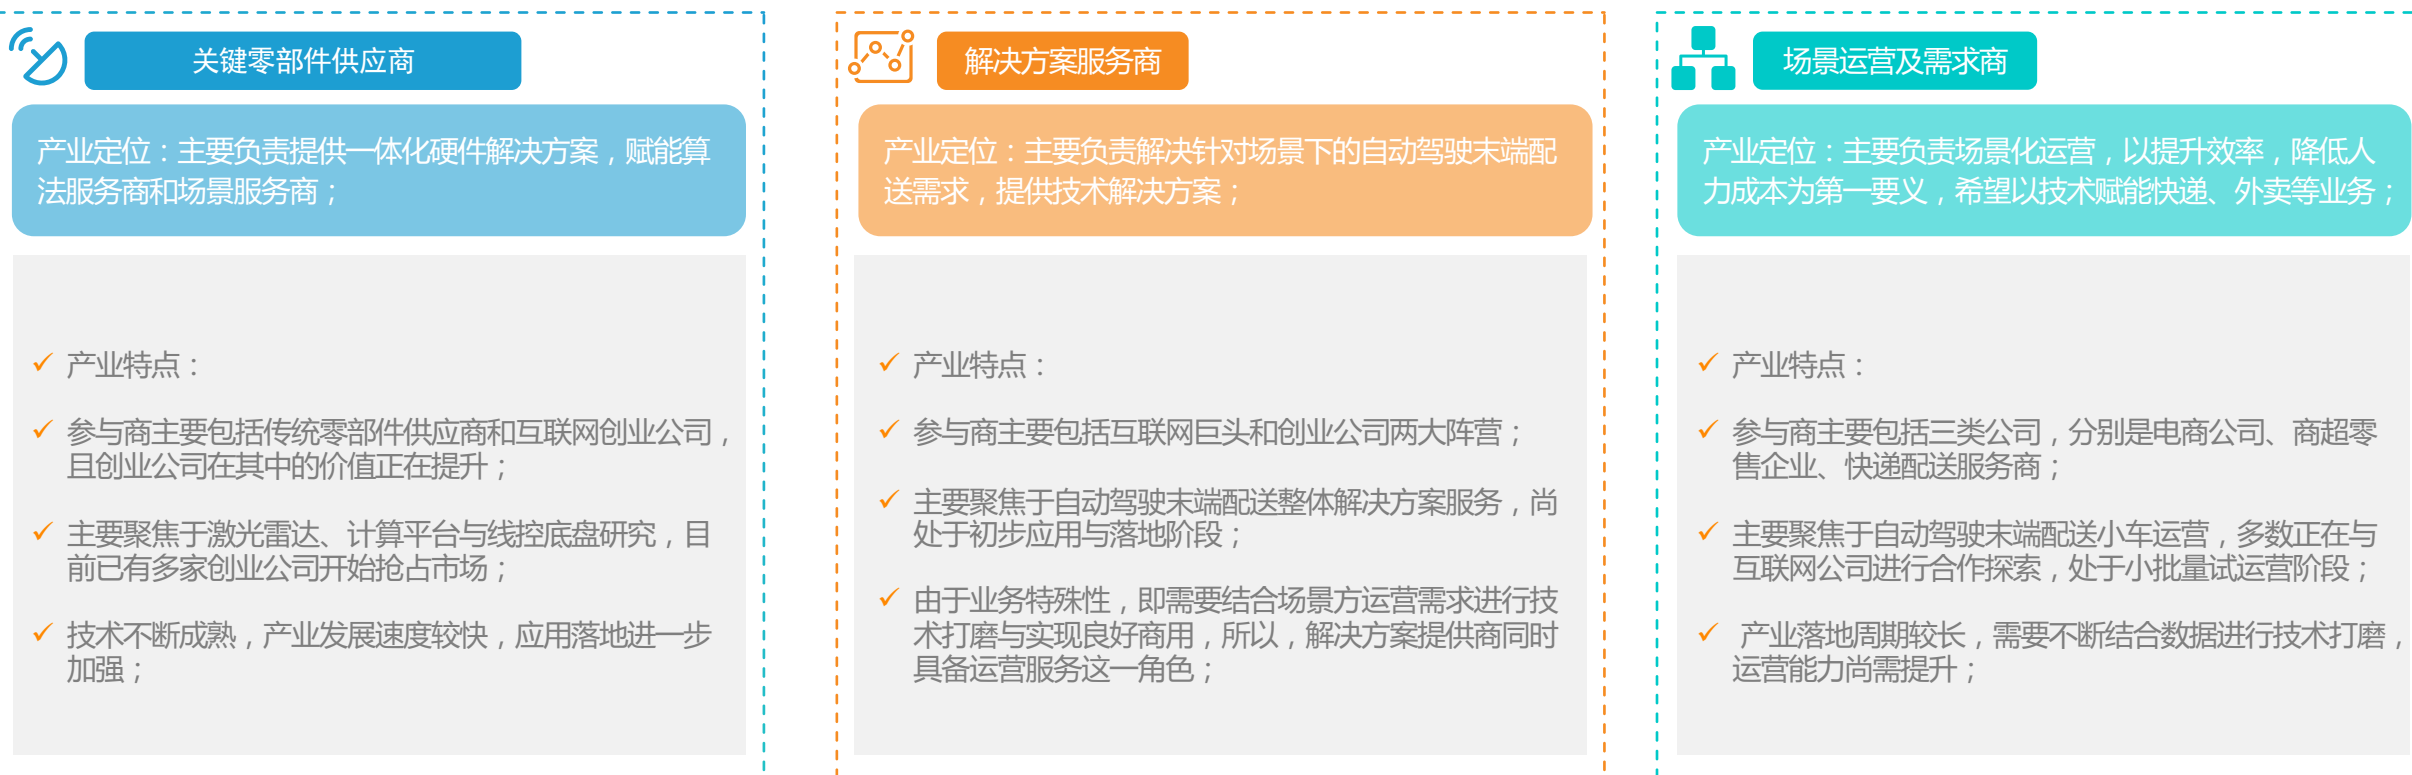 关键零部件供应商
产业定位：主要负责提供一体化硬件解决方案，赋能算
法服务商和场景服务商；
产业特点：
参与商主要包括传统零部件供应商和互联网创业公司，
且创业公司在其中的价值正在提升；
主要聚焦于激光雷达、计算平台与线控底盘研究，目
前已有多家创业公司开始抢占市场；
技术不断成熟，产业发展速度较快，应用落地进一步
加强；
解决方案服务商
产业定位：主要负责解决针对场景下的自动驾驶末端配
送需求，提供技术解决方案；
产业特点：
参与商主要包括互联网巨头和创业公司两大阵营；
主要聚焦于自动驾驶末端配送整体解决方案服务，尚
处于初步应用与落地阶段；
由于业务特殊性，即需要结合场景方运营需求进行技
术打磨与实现良好商用，所以，解决方案提供商同时
具备运营服务这一角色；
场景运营及需求商
产业定位：主要负责场景化运营，以提升效率，降低人
力成本为第一要义，希望以技术赋能快递、外卖等业务；
产业特点：
参与商主要包括三类公司，分别是电商公司、商超零
售企业、快递配送服务商；
主要聚焦于自动驾驶末端配送小车运营，多数正在与
互联网公司进行合作探索，处于小批量试运营阶段；
产业落地周期较长，需要不断结合数据进行技术打磨，
运营能力尚需提升；